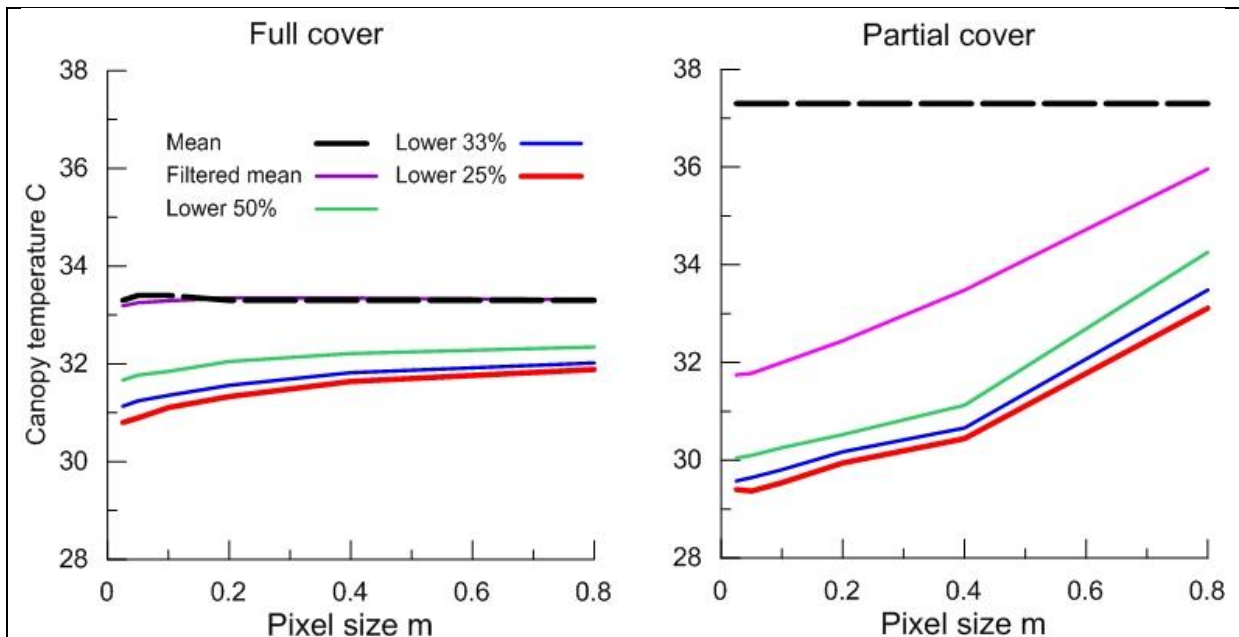 Full cover
38
36
34
32
30
28
0
0.2
0.4
0.6
0.8
Canopy temperature C
Pixel size m
Mean
Filtered mean
Lower 50%
Lower 33%
Lower 25%
Partial cover
38
36
34
32
30
28
0
0.2
0.4
0.6
0.8
Pixel size m